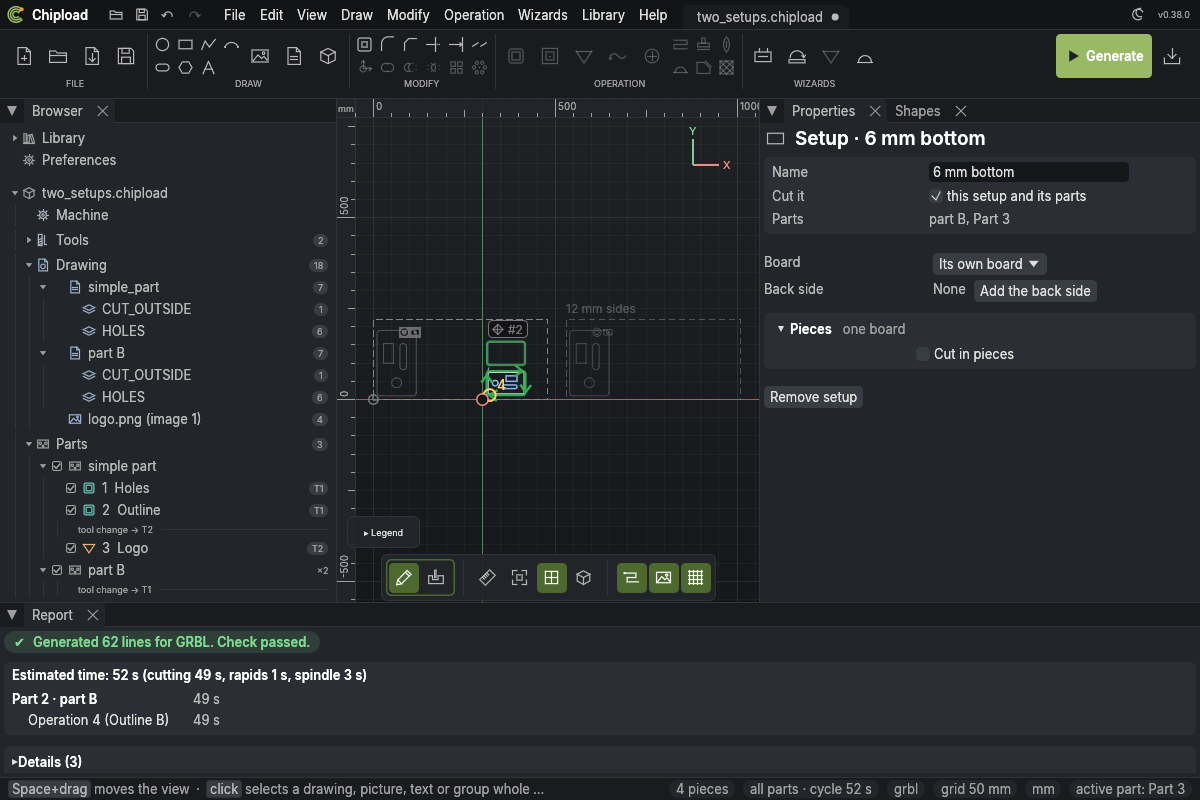 Chipload
File Edit View Draw Modify Operation Wizards Library Help
two_setups.chipload
v0.38.0
FILE
DRAW
MODIFY
OPERATION
WIZARDS
Generate
Browser
Library
Preferences
two_setups.chipload
Machine
Tools 2
Drawing 18
simple_part 7
CUT_OUTSIDE 1
HOLES 6
part B 7
CUT_OUTSIDE 1
HOLES 6
logo.png (image 1) 4
Parts 3
simple part
1 Holes T1
2 Outline T1
tool change → T2
3 Logo T2
part B ×2
tool change → T1
mm 0 500 1000
500
0
-500
Y
X
12 mm sides
#2
4
Legend
Properties
Shapes
Setup · 6 mm bottom
Name 6 mm bottom
Cut it this setup and its parts
Parts part B, Part 3
Board Its own board
Back side None Add the back side
Pieces one board
Cut in pieces
Remove setup
Report
✔ Generated 62 lines for GRBL. Check passed.
Estimated time: 52 s (cutting 49 s, rapids 1 s, spindle 3 s)
Part 2 · part B 49 s
Operation 4 (Outline B) 49 s
Details (3)
Space+drag moves the view · click selects a drawing, picture, text or group whole ...
4 pieces
all parts · cycle 52 s
grbl
grid 50 mm
mm
active part: Part 3